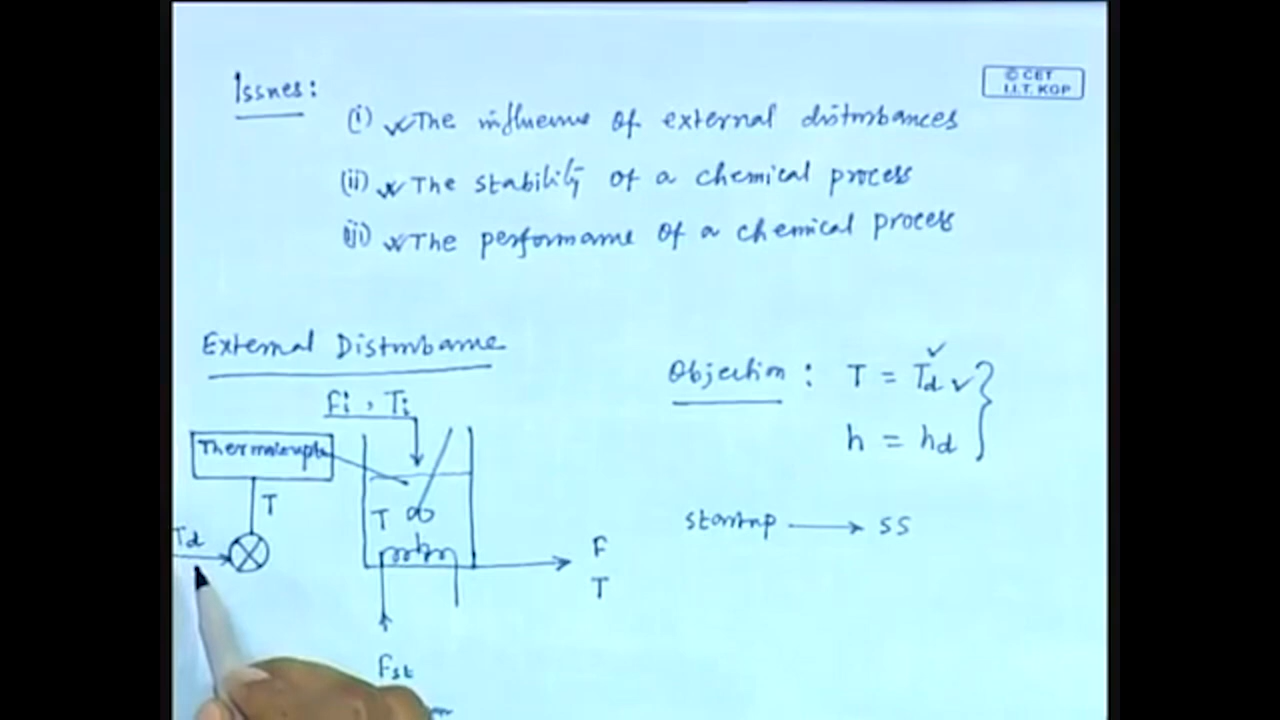 Issues:
© CET
I.I.T. KGP
(i) The influence of external disturbances
(ii) The stability of a chemical process
(iii) The performance of a chemical process
External Disturbance
Objection : T = Td
h = hd
Fi , Ti
Thermocouple
T
T
Td
F
T
Fst
startup → SS